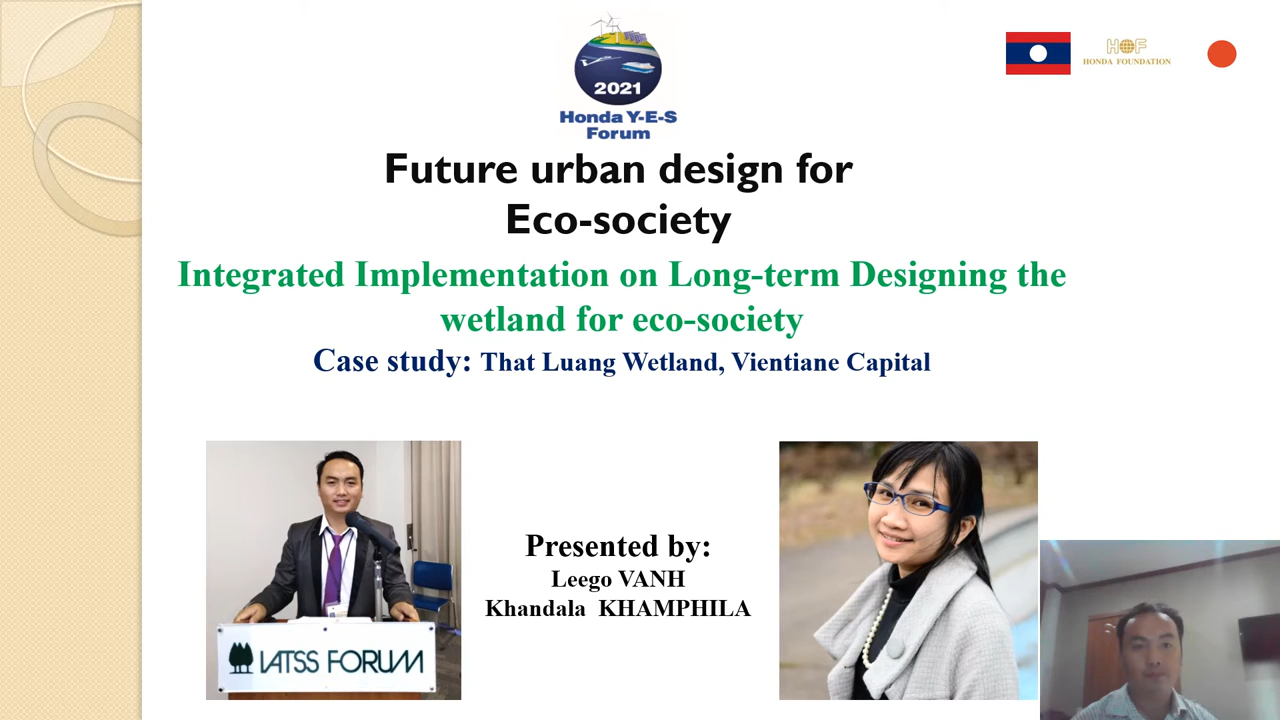 2021
Honda Y-E-S
Forum
HOF
HONDA FOUNDATION
Future urban design for
Eco-society
Integrated Implementation on Long-term Designing the
wetland for eco-society
Case study: That Luang Wetland, Vientiane Capital
Presented by:
Leego VANH
Khandala KHAMPHILA
IATSS FORUM